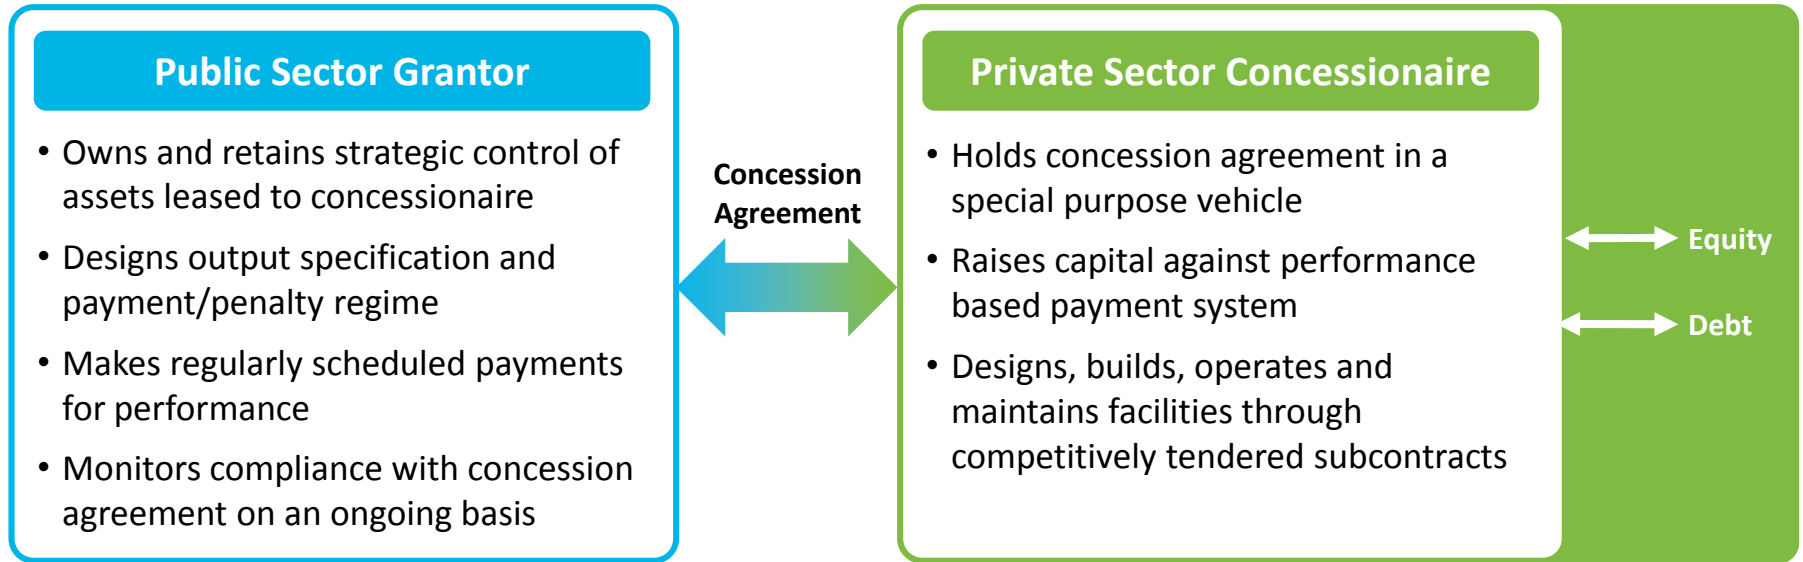 Public Sector Grantor
• Owns and retains strategic control of
assets leased to concessionaire
• Designs output specification and
payment/penalty regime
• Makes regularly scheduled payments
for performance
• Monitors compliance with concession
agreement on an ongoing basis
Concession
Agreement
Private Sector Concessionaire
• Holds concession agreement in a
special purpose vehicle
• Raises capital against performance
based payment system
• Designs, builds, operates and
maintains facilities through
competitively tendered subcontracts
Equity
Debt